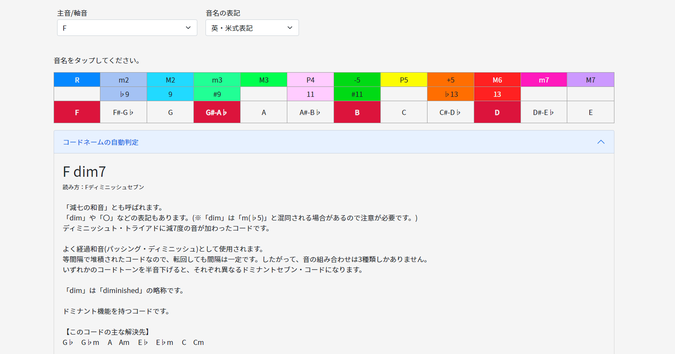 主音/軸音 音名の表記
F 英・米式表記
音名をタップしてください。
R m2 M2 m3 M3 P4 -5 P5 +5 M6 m7 M7
♭9 9 #9 11 #11 ♭13 13
F F#-G♭ G G#-A♭ A A#-B♭ B C C#-D♭ D D#-E♭ E
コードネームの自動判定
F dim7
読み方：Fディミニッシュセブン
「減七の和音」とも呼ばれます。
「dim」や「〇」などの表記もあります。(※「dim」は「m(♭5)」と混同される場合があるので注意が必要です。)
ディミニッシュト・トライアドに減7度の音が加わったコードです。
よく経過和音(パッシング・ディミニッシュ)として使用されます。
等間隔で堆積されたコードなので、転回しても間隔は一定です。したがって、音の組み合わせは3種類しかありません。
いずれかのコードトーンを半音下げると、それぞれ異なるドミナントセブン・コードになります。
「dim」は「diminished」の略称です。
ドミナント機能を持つコードです。
【このコードの主な解決先】
G♭ G♭m A Am E♭ E♭m C Cm